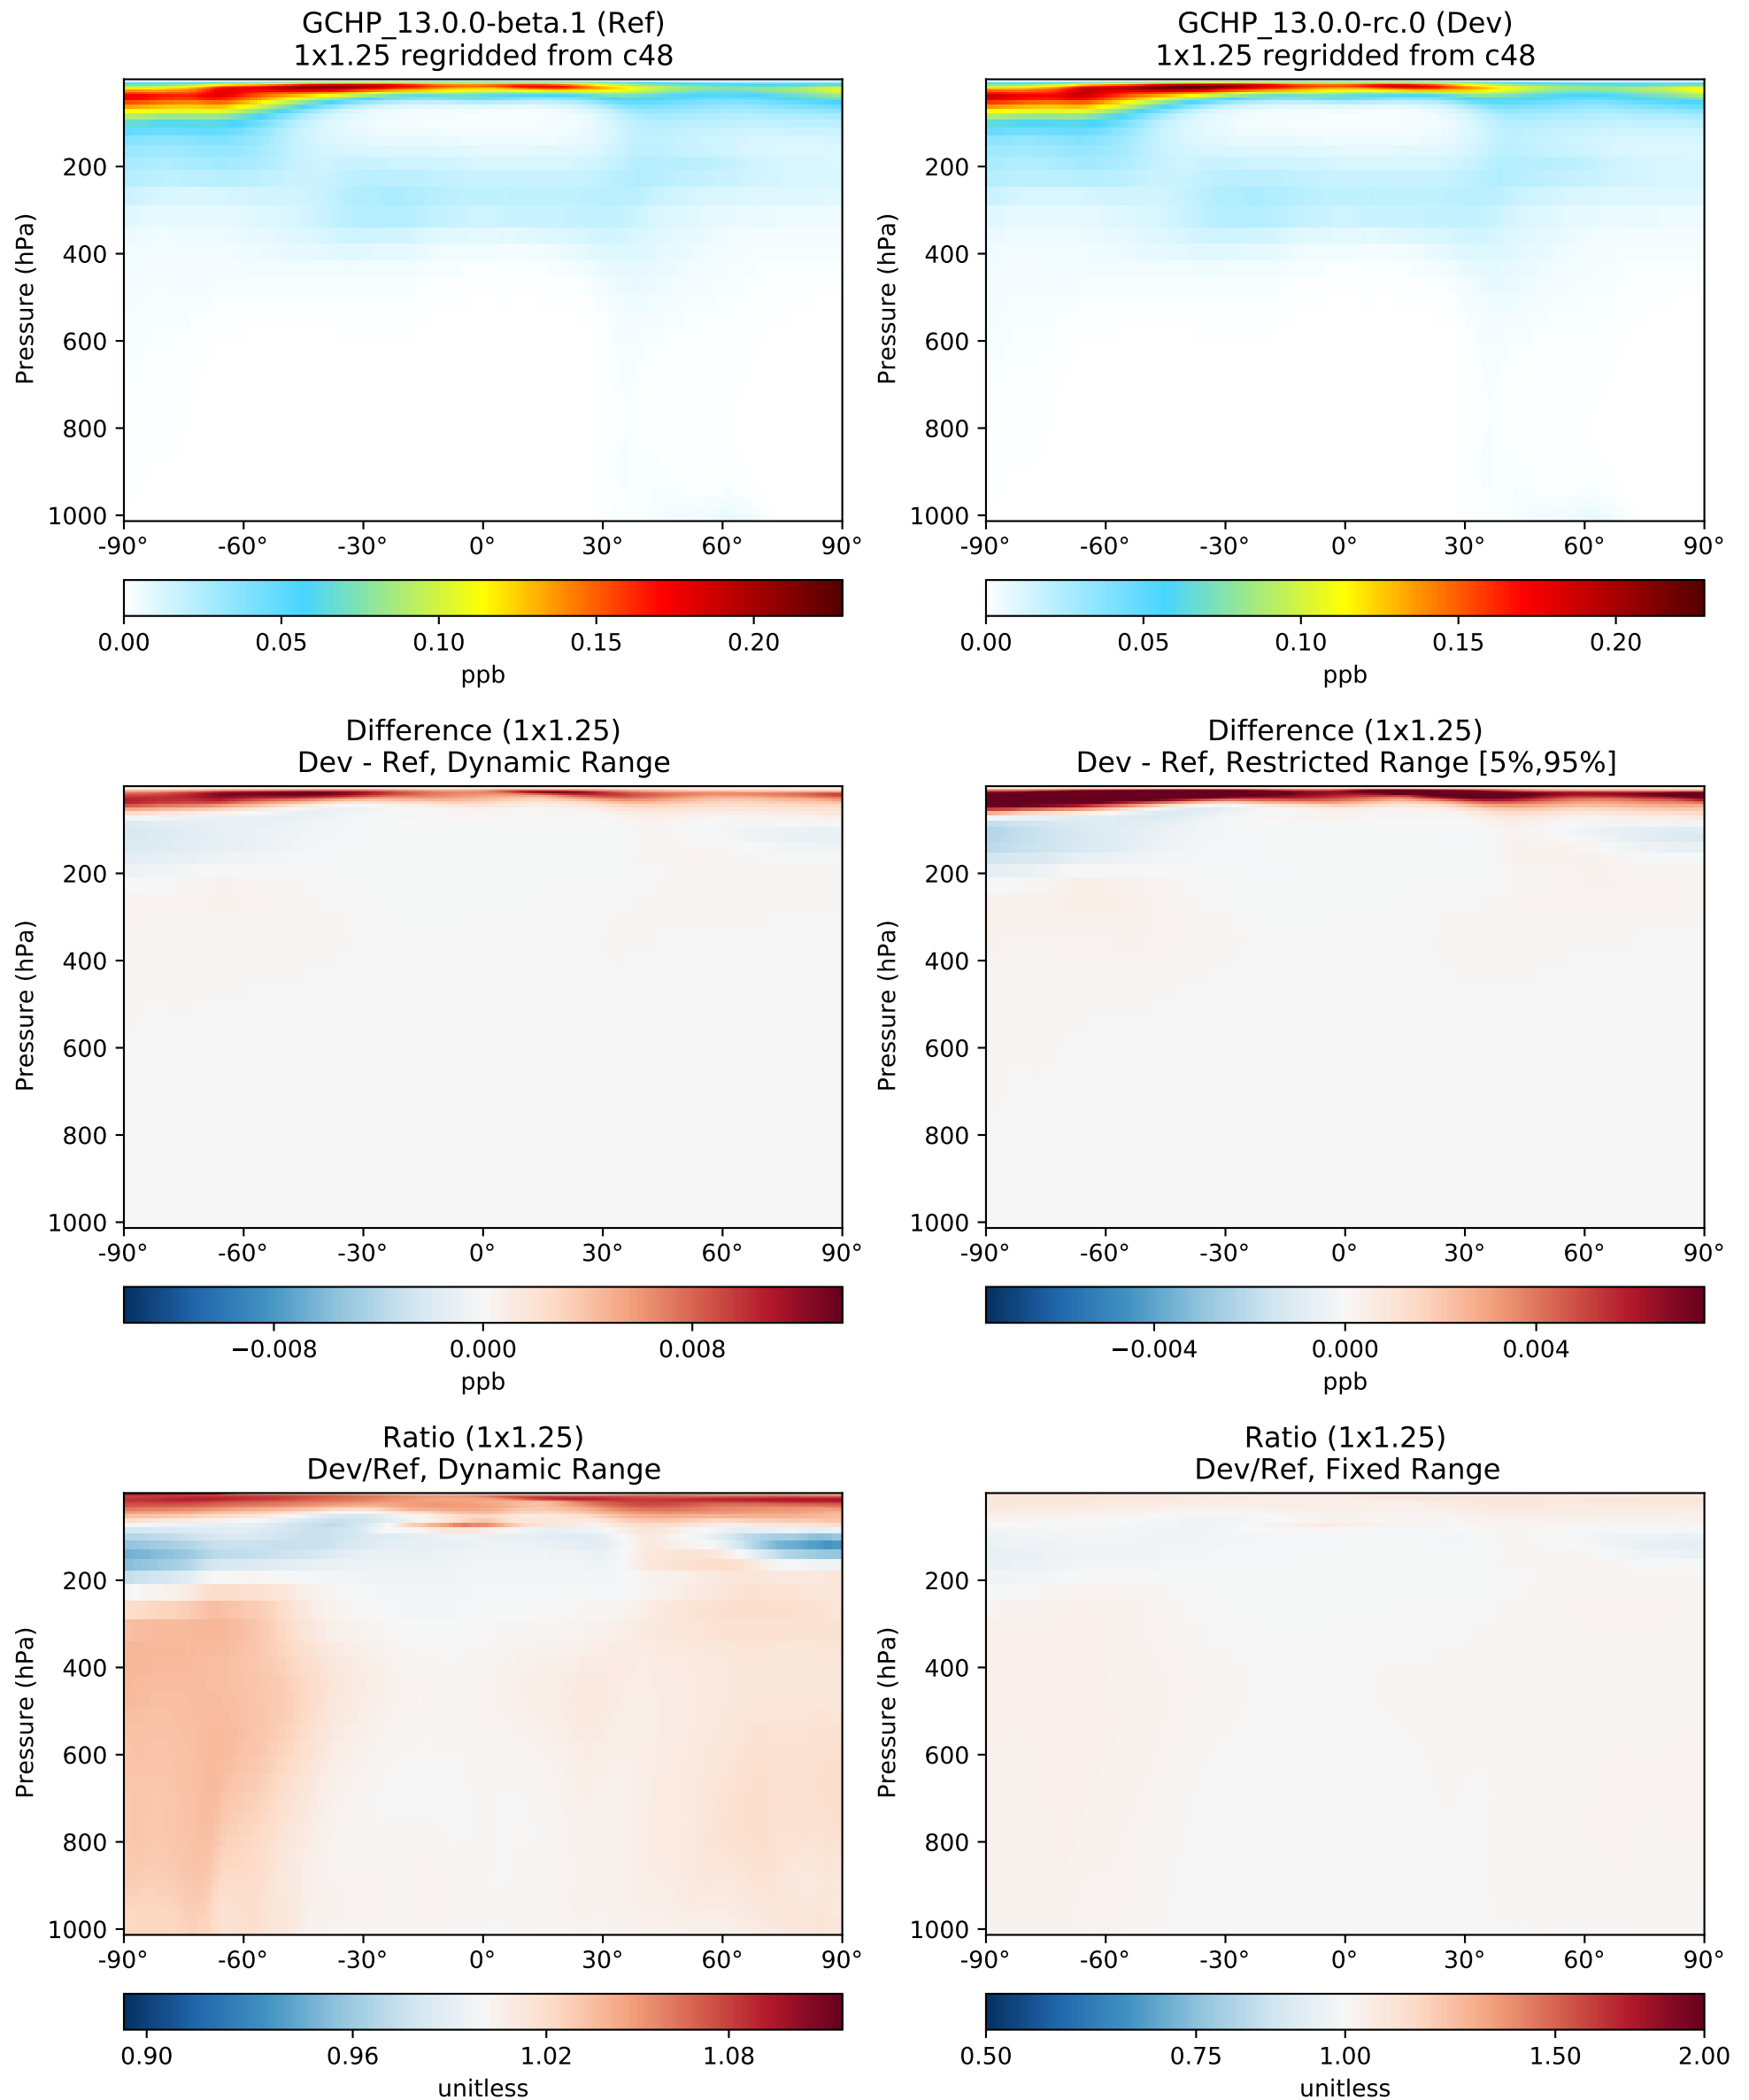 GCHP_13.0.0-beta.1 (Ref)
1x1.25 regridded from c48
Pressure (hPa)
200
400
600
800
1000
-90° -60° -30° 0° 30° 60° 90°
0.00 0.05 0.10 0.15 0.20
ppb
GCHP_13.0.0-rc.0 (Dev)
1x1.25 regridded from c48
Pressure (hPa)
200
400
600
800
1000
-90° -60° -30° 0° 30° 60° 90°
0.00 0.05 0.10 0.15 0.20
ppb
Difference (1x1.25)
Dev - Ref, Dynamic Range
Pressure (hPa)
200
400
600
800
1000
-90° -60° -30° 0° 30° 60° 90°
−0.008 0.000 0.008
ppb
Difference (1x1.25)
Dev - Ref, Restricted Range [5%,95%]
Pressure (hPa)
200
400
600
800
1000
-90° -60° -30° 0° 30° 60° 90°
−0.004 0.000 0.004
ppb
Ratio (1x1.25)
Dev/Ref, Dynamic Range
Pressure (hPa)
200
400
600
800
1000
-90° -60° -30° 0° 30° 60° 90°
0.90 0.96 1.02 1.08
unitless
Ratio (1x1.25)
Dev/Ref, Fixed Range
Pressure (hPa)
200
400
600
800
1000
-90° -60° -30° 0° 30° 60° 90°
0.50 0.75 1.00 1.50 2.00
unitless